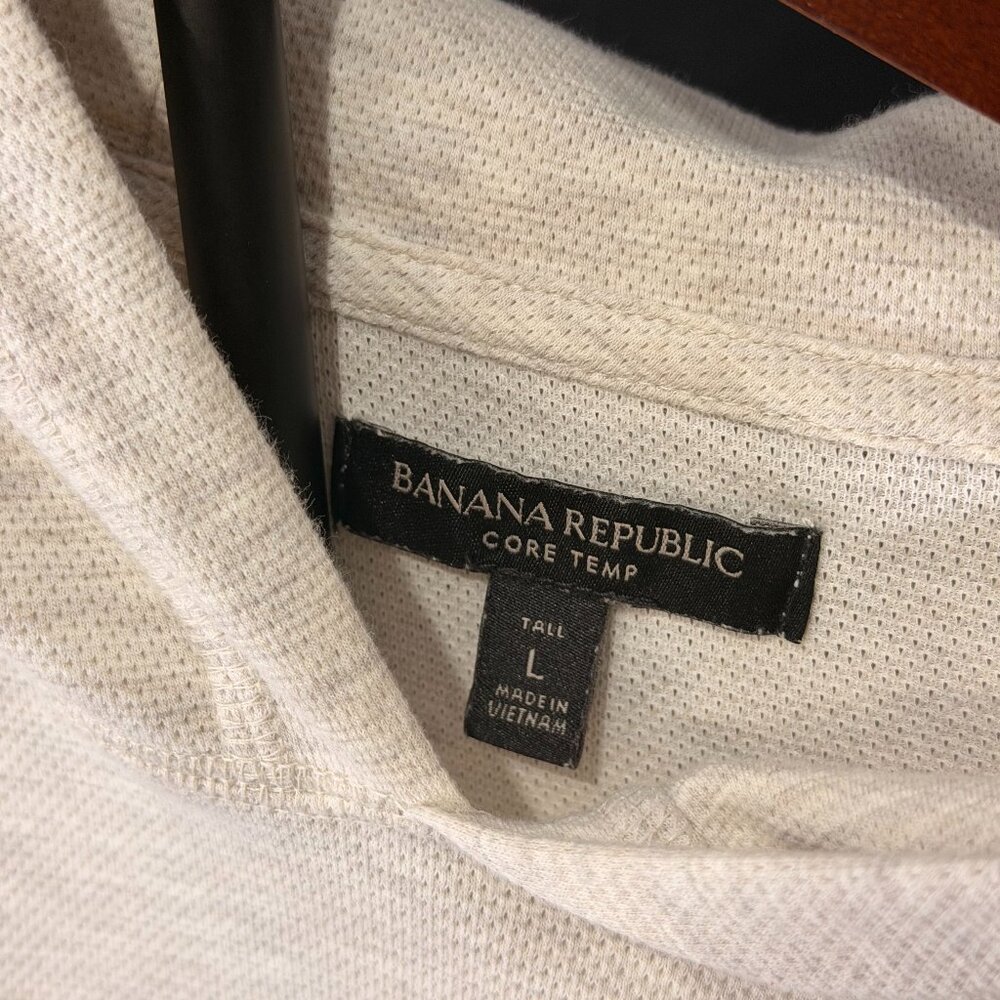 BANANA REPUBLIC
CORE TEMP
TALL
L
MADE IN
VIETNAM